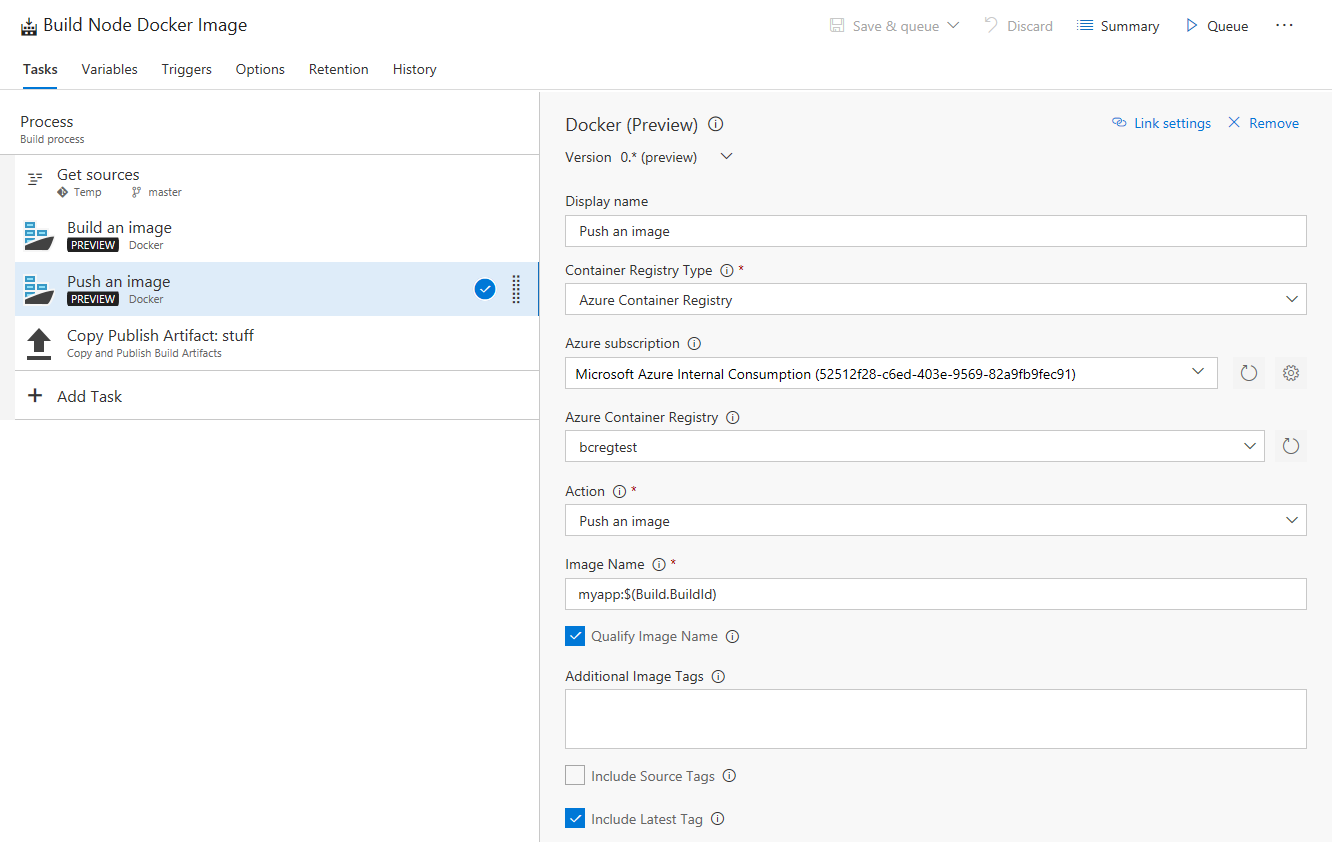 Build Node Docker Image
Save & queue Discard Summary Queue ...
Tasks Variables Triggers Options Retention History
Process
Build process
Get sources
Temp master
Build an image
PREVIEW Docker
Push an image
PREVIEW Docker
Copy Publish Artifact: stuff
Copy and Publish Build Artifacts
+ Add Task
Docker (Preview)
Link settings Remove
Version 0.* (preview)
Display name
Push an image
Container Registry Type *
Azure Container Registry
Azure subscription
Microsoft Azure Internal Consumption (52512f28-c6ed-403e-9569-82a9fb9fec91)
Azure Container Registry
bcregtest
Action *
Push an image
Image Name *
myapp:$(Build.BuildId)
Qualify Image Name
Additional Image Tags
Include Source Tags
Include Latest Tag